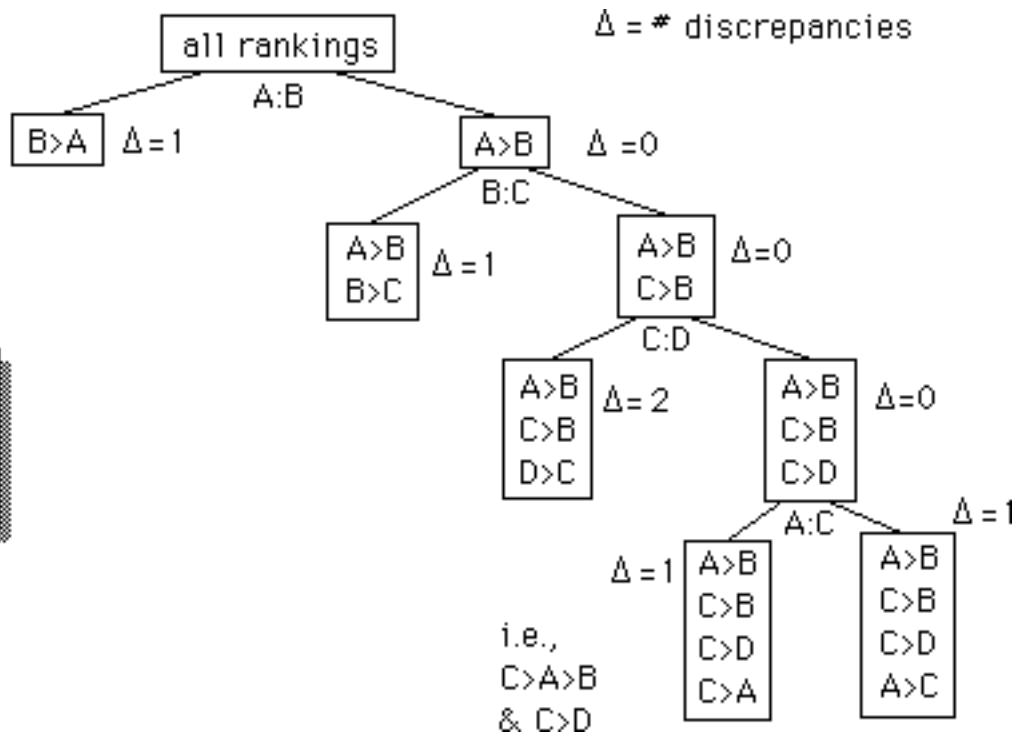 Δ = # discrepancies
all rankings
A:B
B>A
Δ=1
A>B
Δ=0
B:C
A>B
B>C
Δ=1
A>B
C>B
Δ=0
C:D
A>B
C>B
D>C
Δ=2
A>B
C>B
C>D
Δ=0
A:C
Δ=1
A>B
C>B
C>D
C>A
Δ=1
A>B
C>B
C>D
A>C
i.e.,
C>A>B
& C>D